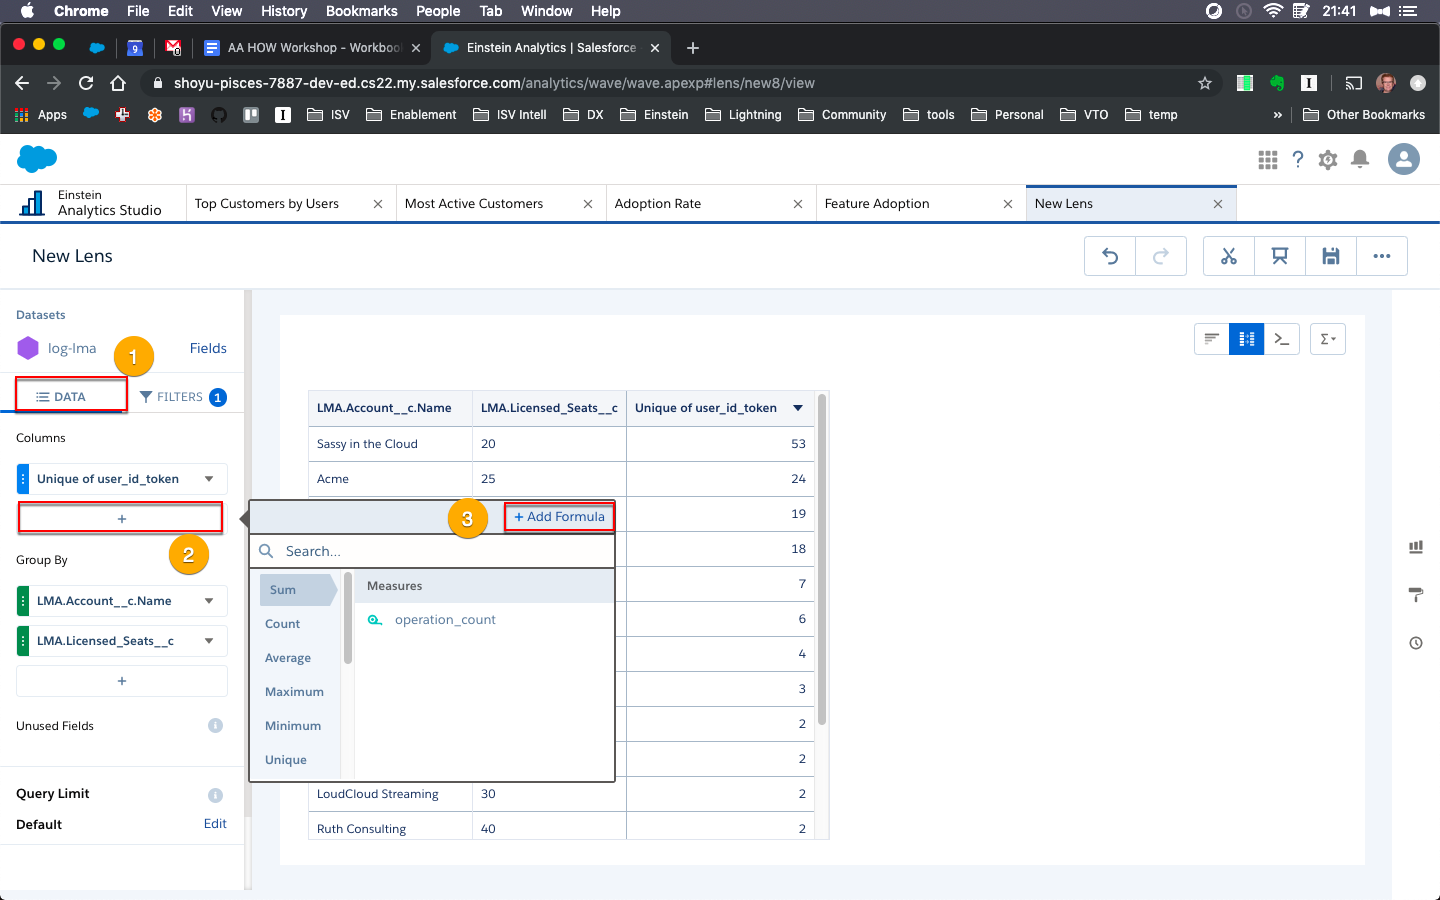 Chrome File Edit View History Bookmarks People Tab Window Help 21:41
9 0 AA HOW Workshop - Workbook Einstein Analytics | Salesforce
shoyu-pisces-7887-dev-ed.cs22.my.salesforce.com/analytics/wave/wave.apexp#lens/new8/view
Apps ISV Enablement ISV Intell DX Einstein Lightning Community tools Personal VTO temp » Other Bookmarks
Einstein
Analytics Studio
Top Customers by Users Most Active Customers Adoption Rate Feature Adoption New Lens
New Lens
Datasets
log-lma Fields
1
DATA FILTERS 1
Columns
Unique of user_id_token
+
2
Group By
LMA.Account__c.Name
LMA.Licensed_Seats__c
+
Unused Fields
Query Limit
Default Edit
3
+ Add Formula
Search...
Sum
Count
Average
Maximum
Minimum
Unique
Measures
operation_count
LMA.Account__c.Name LMA.Licensed_Seats__c Unique of user_id_token
Sassy in the Cloud 20 53
Acme 25 24
19
18
7
6
4
3
2
2
LoudCloud Streaming 30 2
Ruth Consulting 40 2